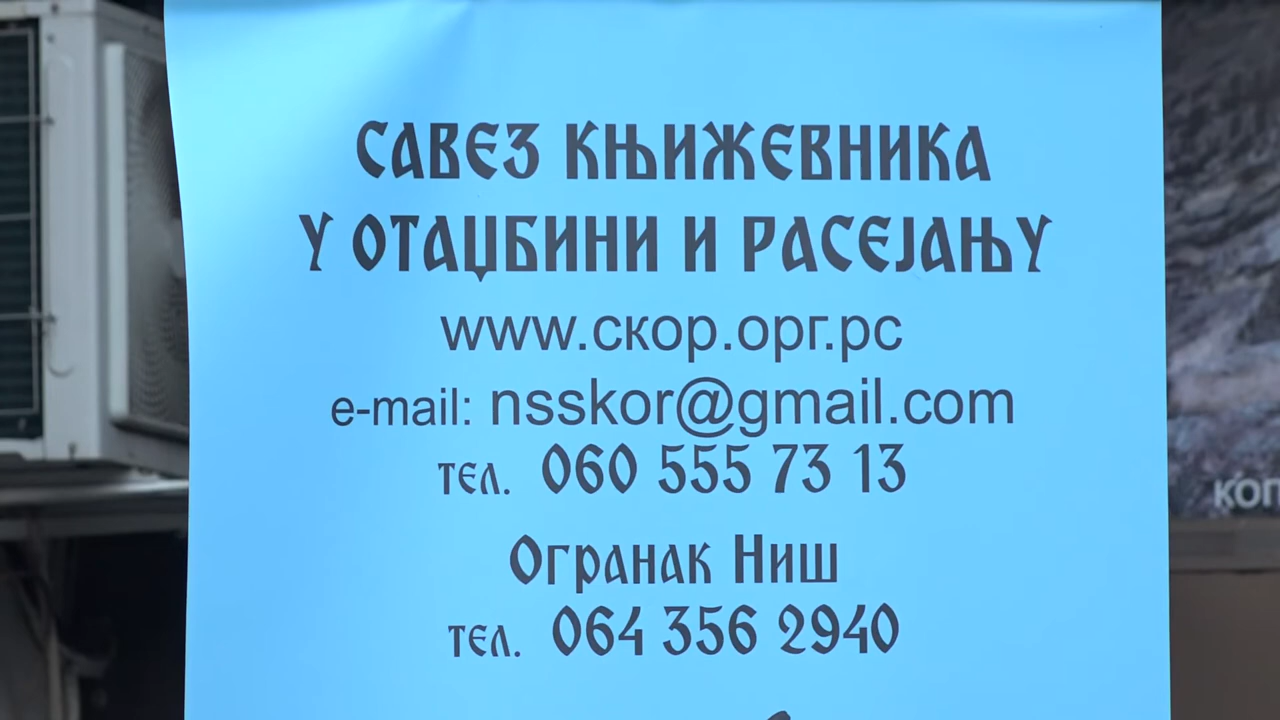 САВЕЗ КЊИЖЕВНИКА
У ОТАЏБИНИ И РАСЕЈАЊУ
www.скор.орг.рс
e-mail: nsskor@gmail.com
тел. 060 555 73 13
Огранак Ниш
тел. 064 356 2940